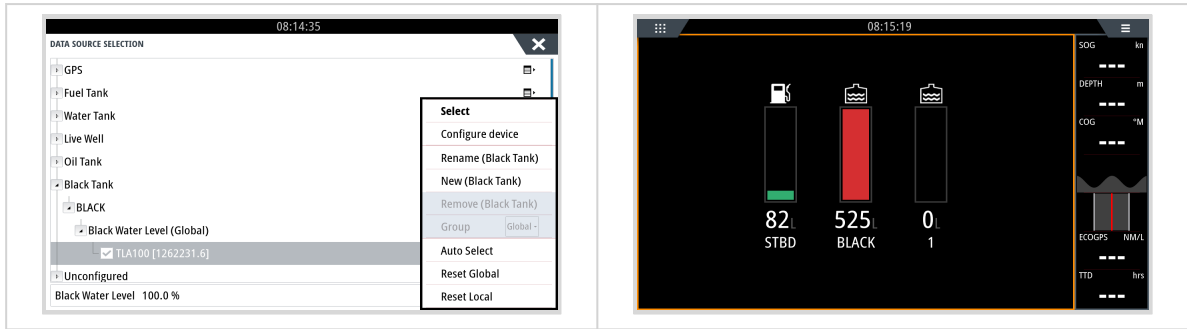 08:14:35
DATA SOURCE SELECTION
GPS
Fuel Tank
Water Tank
Live Well
Oil Tank
Black Tank
BLACK
Black Water Level (Global)
TLA100 [1262231.6]
Unconfigured
Black Water Level 100.0 %
Select
Configure device
Rename (Black Tank)
New (Black Tank)
Remove (Black Tank)
Group Global
Auto Select
Reset Global
Reset Local
08:15:19
82 L
STBD
525 L
BLACK
0 L
1
SOG kn
---
DEPTH m
---
COG °M
---
ECOGPS NM/L
---
TTD hrs
---